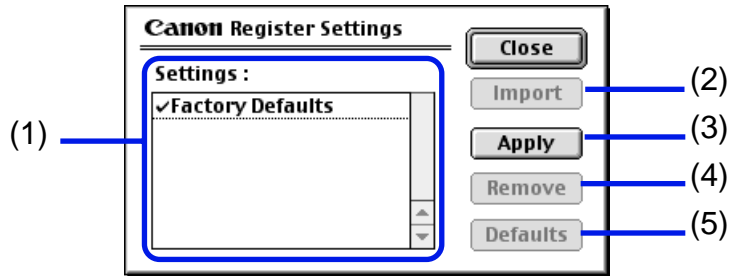 Canon Register Settings
Close
Settings :
Import
(2)
✓Factory Defaults
(1)
Apply
(3)
Remove
(4)
Defaults
(5)